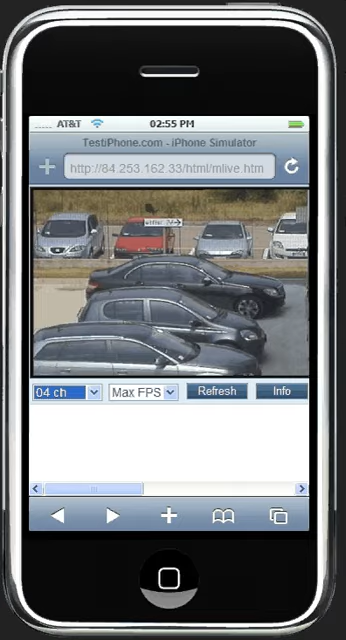 AT&T 02:55 PM
TestiPhone.com - iPhone Simulator
http://84.253.162.33/html/mlive.htm
04 ch Max FPS Refresh Info